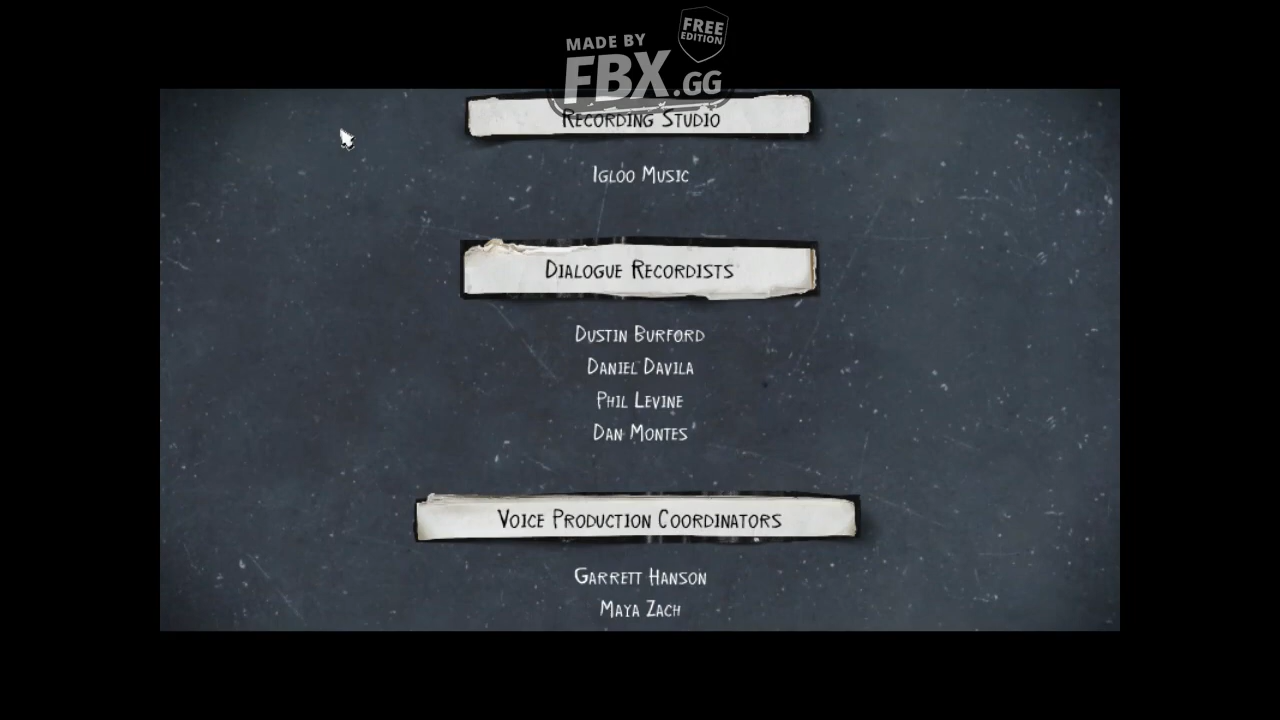 MADE BY
FREE
EDITION
FBX.GG
Recording Studio
Igloo Music
Dialogue Recordists
Dustin Burford
Daniel Davila
Phil Levine
Dan Montes
Voice Production Coordinators
Garrett Hanson
Maya Zach